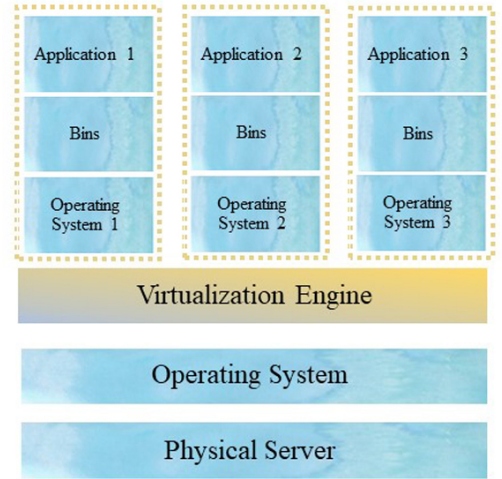 Application 1
Application 2
Application 3
Bins
Bins
Bins
Operating
System 1
Operating
System 2
Operating
System 3
Virtualization Engine
Operating System
Physical Server